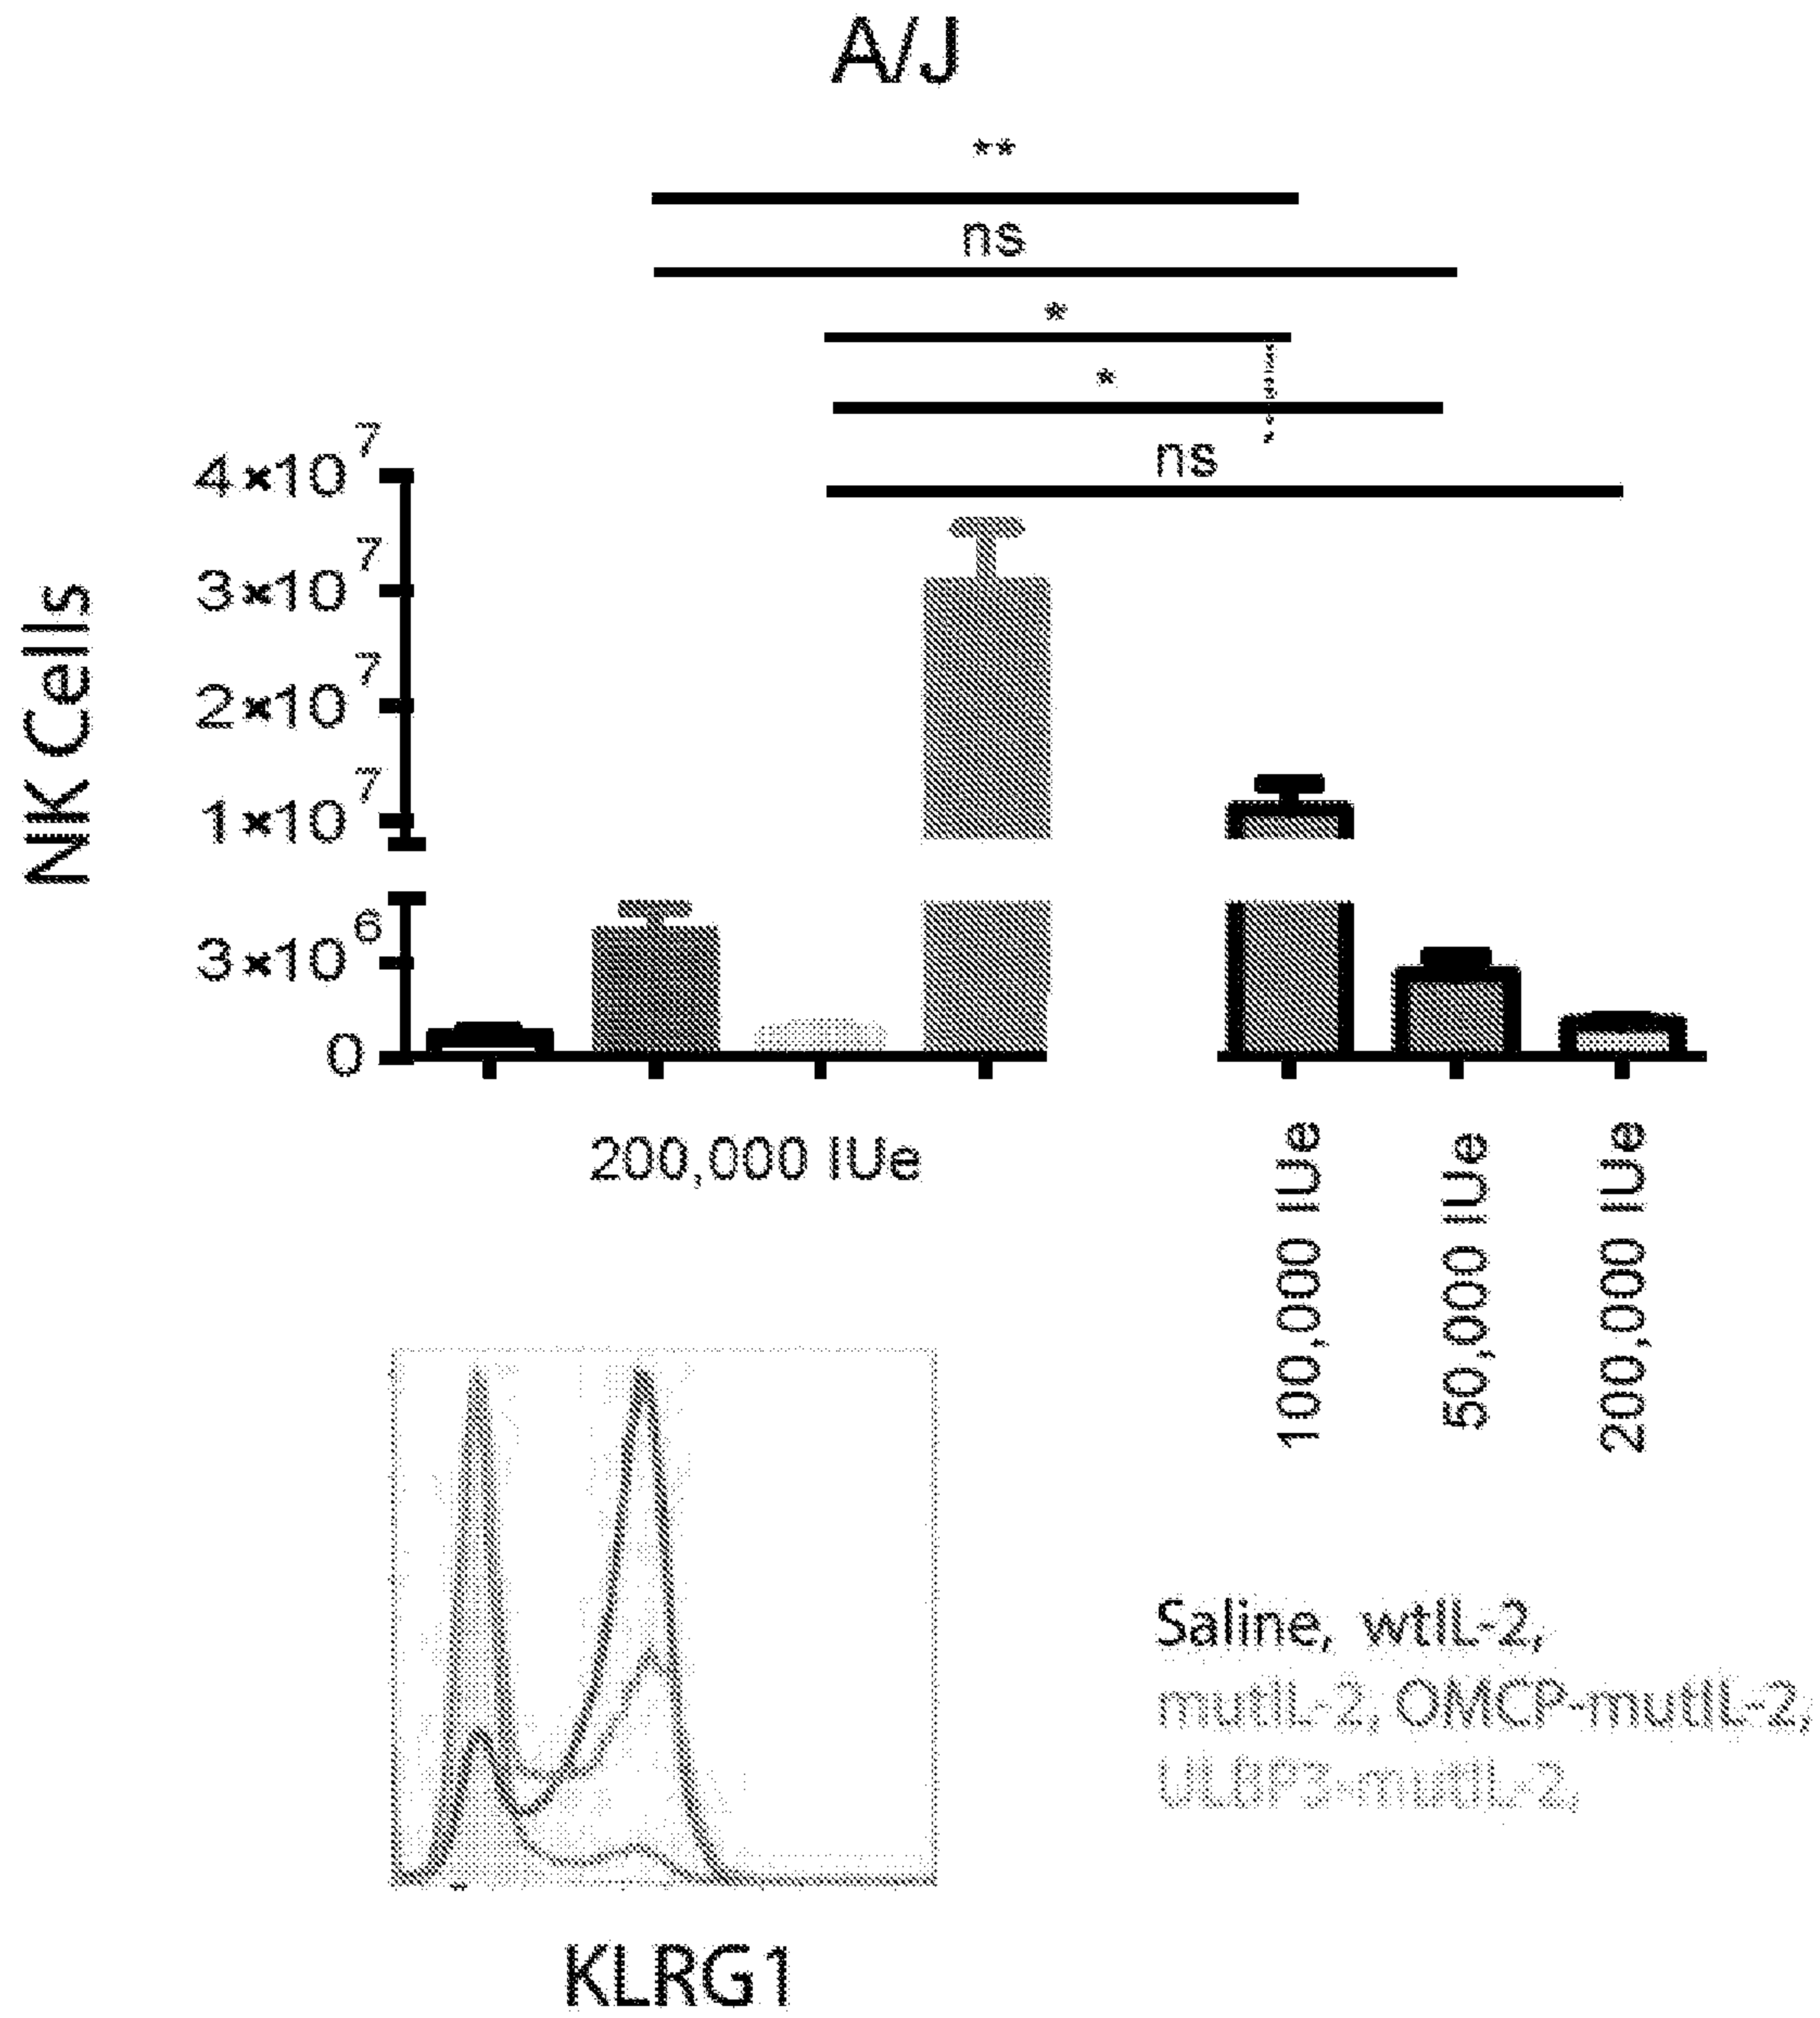 A/J
**
ns
*
*
ns
NK Cells
4×10⁷
3×10⁷
2×10⁷
1×10⁷
3×10⁶
0
200,000 IUe
100,000 IUe
50,000 IUe
200,000 IUe
KLRG1
Saline, wtIL-2,
mutIL-2, OMCP-mutIL-2,
ULBP3-mutIL-2,